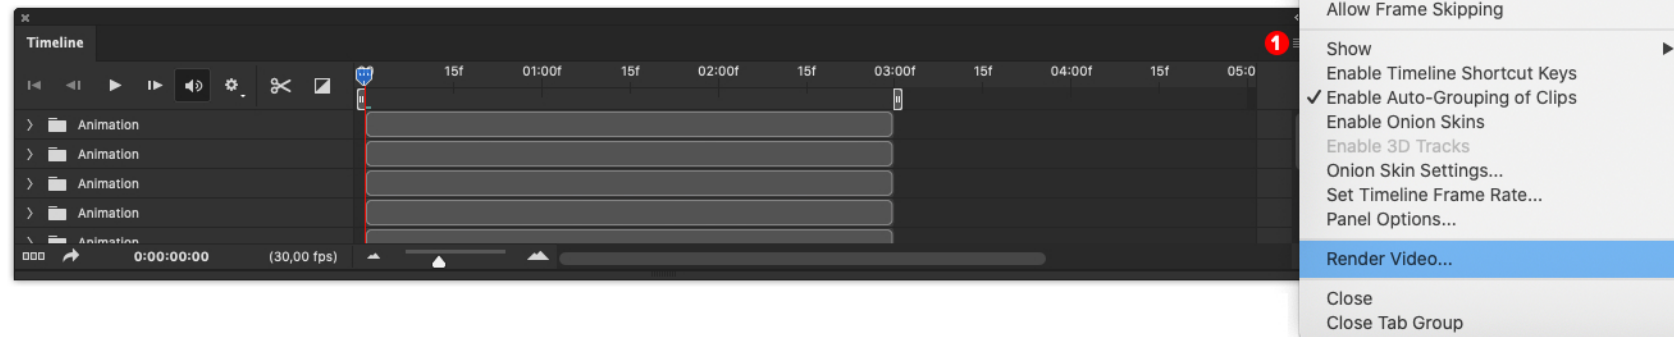 Timeline
15f
01:00f
15f
02:00f
15f
03:00f
15f
04:00f
15f
05:0
Animation
Animation
Animation
Animation
Animation
0:00:00:00
(30,00 fps)
1
Allow Frame Skipping
Show
Enable Timeline Shortcut Keys
Enable Auto-Grouping of Clips
Enable Onion Skins
Enable 3D Tracks
Onion Skin Settings...
Set Timeline Frame Rate...
Panel Options...
Render Video...
Close
Close Tab Group